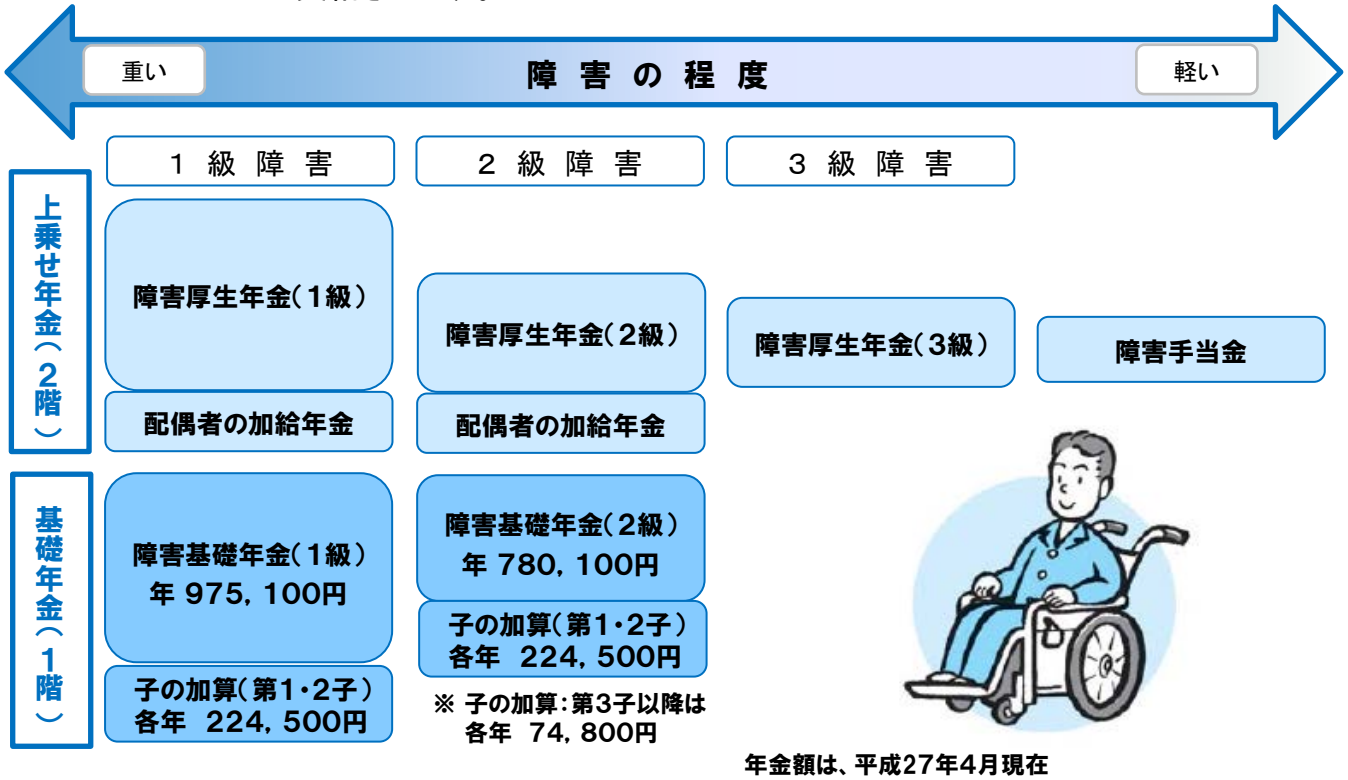 重い
障害の程度
軽い
1級障害
2級障害
3級障害
上乗せ年金(2階)
障害厚生年金(1級)
障害厚生年金(2級)
障害厚生年金(3級)
障害手当金
配偶者の加給年金
配偶者の加給年金
基礎年金(1階)
障害基礎年金(1級)
年 975,100円
障害基礎年金(2級)
年 780,100円
子の加算(第1・2子)
各年 224,500円
子の加算(第1・2子)
各年 224,500円
※ 子の加算:第3子以降は
各年 74,800円
年金額は、平成27年4月現在